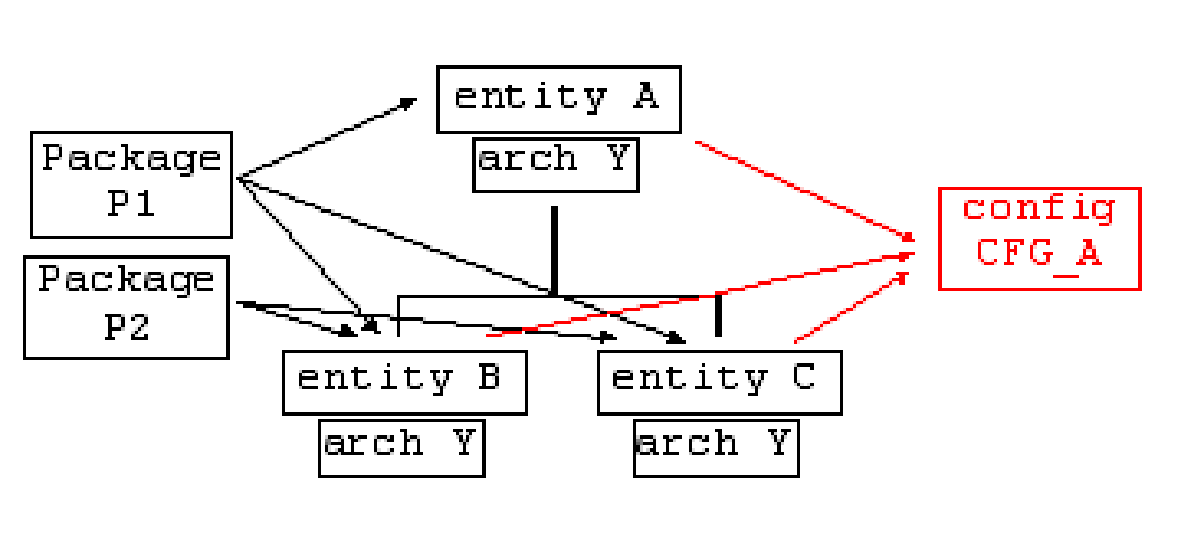 entity A
arch Y
Package
P1
config
CFG_A
Package
P2
entity B
arch Y
entity C
arch Y